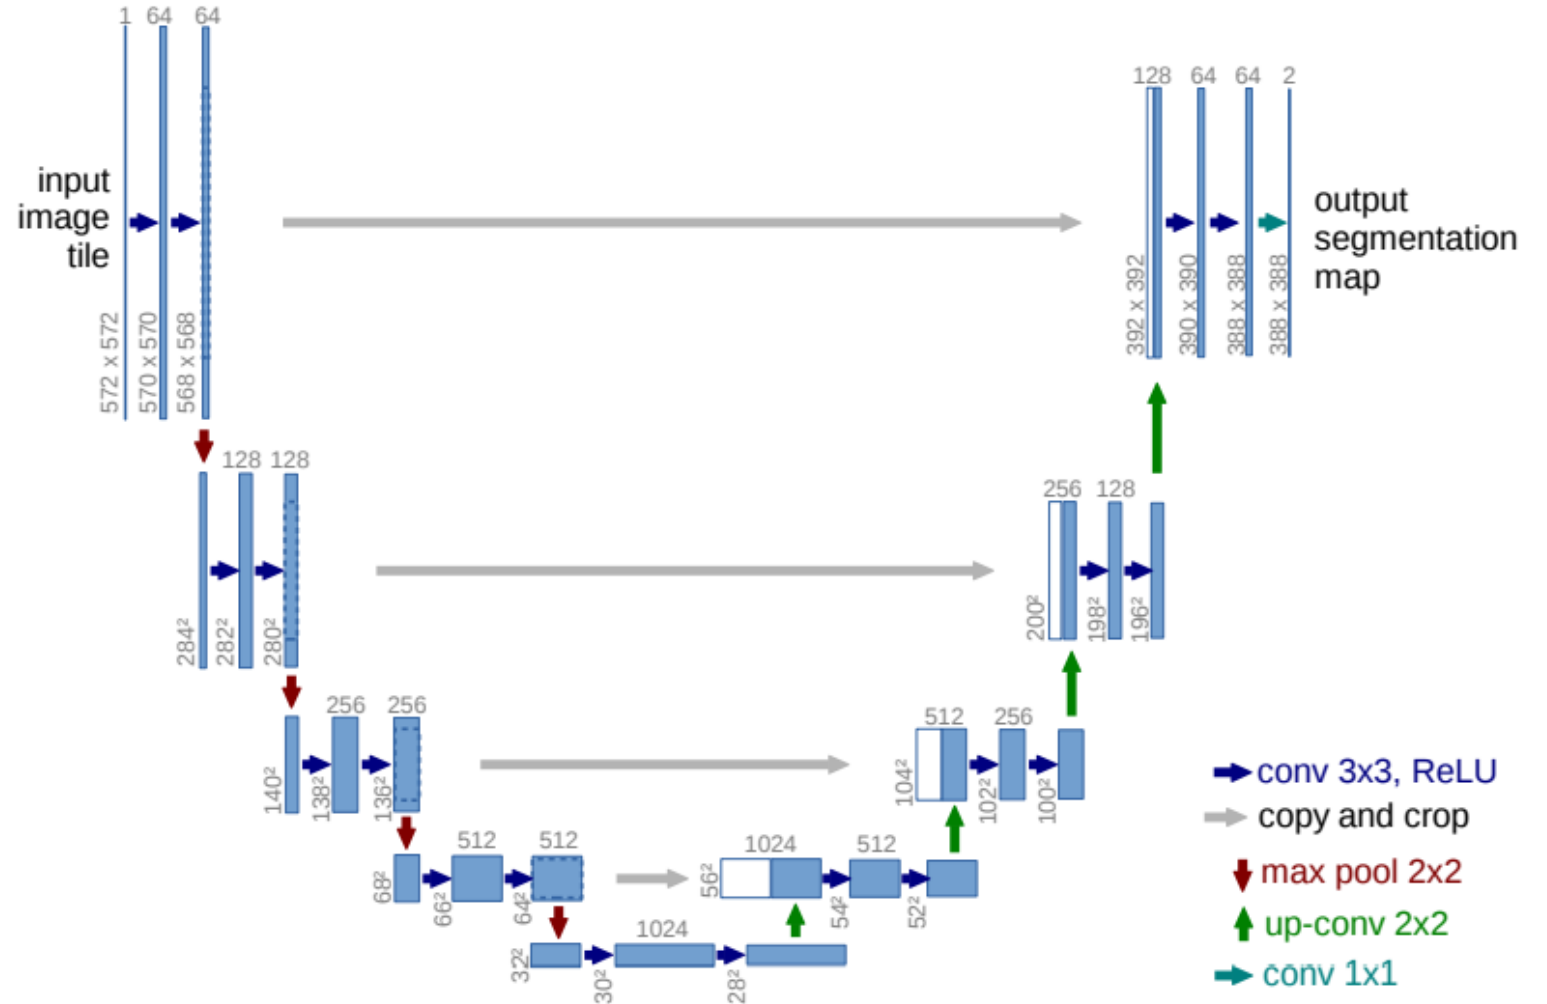 1 64 64
128 64 64 2
input
image
tile
output
segmentation
map
572 x 572
570 x 570
568 x 568
392 x 392
390 x 390
388 x 388
388 x 388
128 128
256 128
284²
282²
280²
200²
198²
196²
256 256
512 256
140²
138²
136²
104²
102²
100²
512 512
1024 512
68²
66²
64²
56²
54²
52²
1024
32²
30²
28²
conv 3x3, ReLU
copy and crop
max pool 2x2
up-conv 2x2
conv 1x1